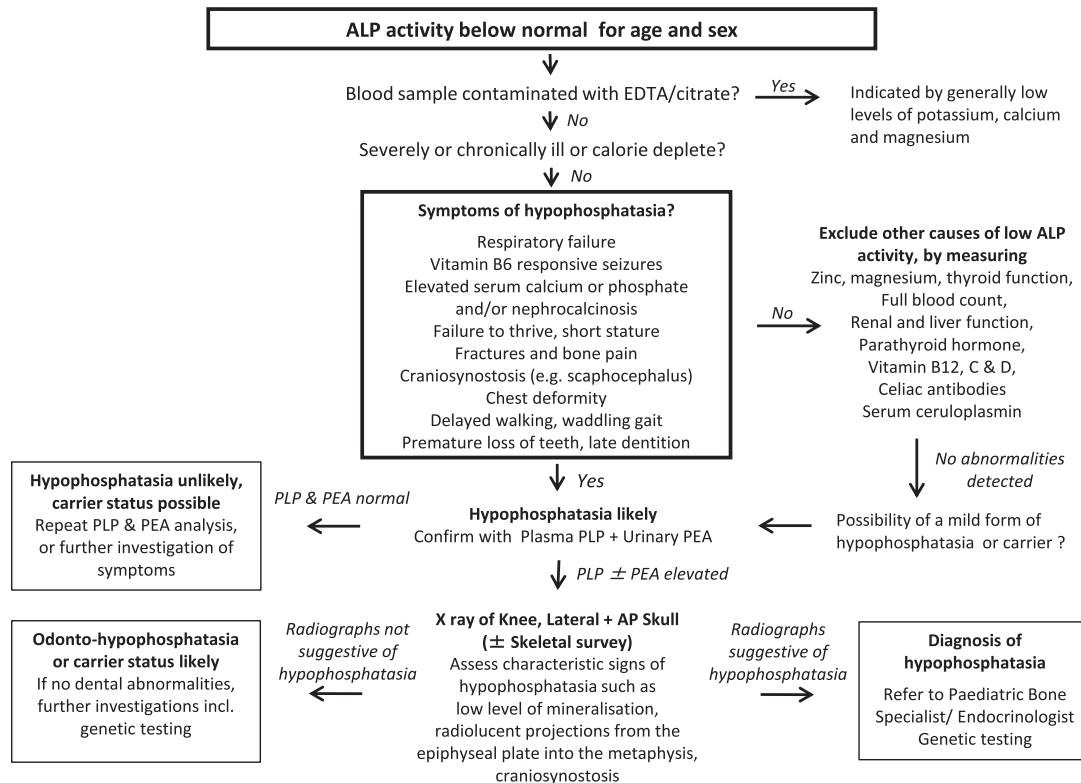 ALP activity below normal for age and sex
Blood sample contaminated with EDTA/citrate?
Yes
Indicated by generally low
levels of potassium, calcium
and magnesium
No
Severely or chronically ill or calorie deplete?
No
Symptoms of hypophosphatasia?
Respiratory failure
Vitamin B6 responsive seizures
Elevated serum calcium or phosphate
and/or nephrocalcinosis
Failure to thrive, short stature
Fractures and bone pain
Craniosynostosis (e.g. scaphocephalus)
Chest deformity
Delayed walking, waddling gait
Premature loss of teeth, late dentition
No
Exclude other causes of low ALP
activity, by measuring
Zinc, magnesium, thyroid function,
Full blood count,
Renal and liver function,
Parathyroid hormone,
Vitamin B12, C & D,
Celiac antibodies
Serum ceruloplasmin
No abnormalities
detected
Possibility of a mild form of
hypophosphatasia or carrier ?
Yes
Hypophosphatasia likely
Confirm with Plasma PLP + Urinary PEA
PLP & PEA normal
Hypophosphatasia unlikely,
carrier status possible
Repeat PLP & PEA analysis,
or further investigation of
symptoms
PLP ± PEA elevated
X ray of Knee, Lateral + AP Skull
(± Skeletal survey)
Assess characteristic signs of
hypophosphatasia such as
low level of mineralisation,
radiolucent projections from the
epiphyseal plate into the metaphysis,
craniosynostosis
Radiographs not
suggestive of
hypophosphatasia
Odonto-hypophosphatasia
or carrier status likely
If no dental abnormalities,
further investigations incl.
genetic testing
Radiographs
suggestive of
hypophosphatasia
Diagnosis of
hypophosphatasia
Refer to Paediatric Bone
Specialist/ Endocrinologist
Genetic testing